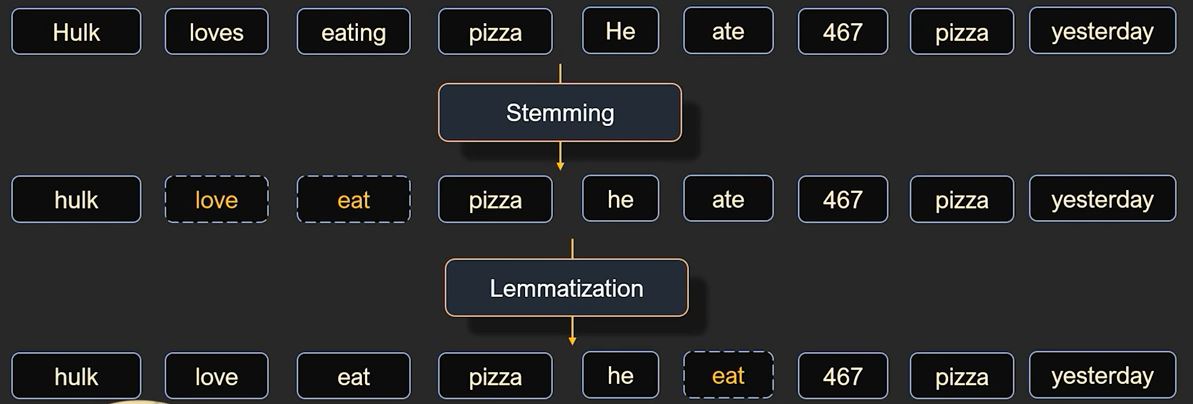 Hulk loves eating pizza He ate 467 pizza yesterday
Stemming
hulk love eat pizza he ate 467 pizza yesterday
Lemmatization
hulk love eat pizza he eat 467 pizza yesterday